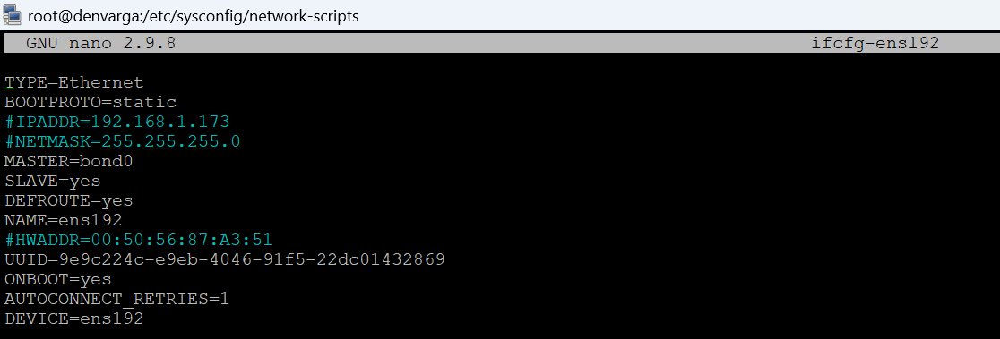 root@denvarga:/etc/sysconfig/network-scripts
GNU nano 2.9.8 ifcfg-ens192
TYPE=Ethernet
BOOTPROTO=static
#IPADDR=192.168.1.173
#NETMASK=255.255.255.0
MASTER=bond0
SLAVE=yes
DEFROUTE=yes
NAME=ens192
#HWADDR=00:50:56:87:A3:51
UUID=9e9c224c-e9eb-4046-91f5-22dc01432869
ONBOOT=yes
AUTOCONNECT_RETRIES=1
DEVICE=ens192